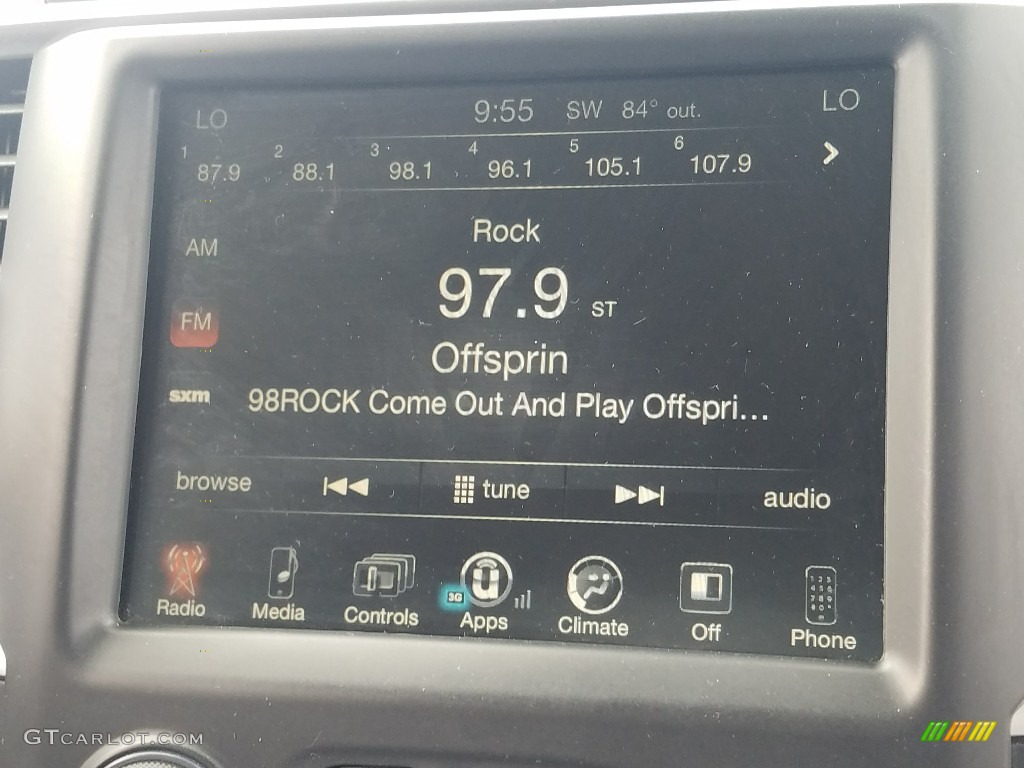 LO 9:55 SW 84° out. LO
1 87.9 2 88.1 3 98.1 4 96.1 5 105.1 6 107.9
Rock
AM
97.9 ST
FM
Offsprin
sxm
98ROCK Come Out And Play Offspri...
browse tune audio
3G
Radio Media Controls Apps Climate Off Phone
GTCARLOT.COM